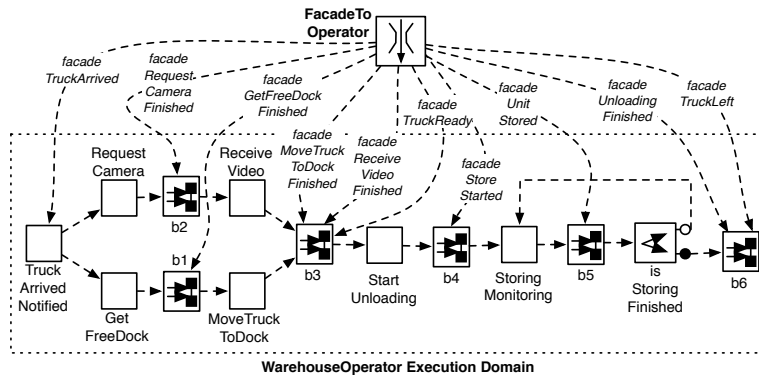 FacadeTo
Operator
facade
TruckArrived
facade
Request
Camera
Finished
facade
GetFreeDock
Finished
facade
MoveTruck
ToDock
Finished
facade
Receive
Video
Finished
facade
TruckReady
facade
Store
Started
facade
Unit
Stored
facade
Unloading
Finished
facade
TruckLeft
Request
Camera
Receive
Video
b2
b1
Truck
Arrived
Notified
Get
FreeDock
MoveTruck
ToDock
b3
Start
Unloading
b4
Storing
Monitoring
b5
is
Storing
Finished
b6
WarehouseOperator Execution Domain